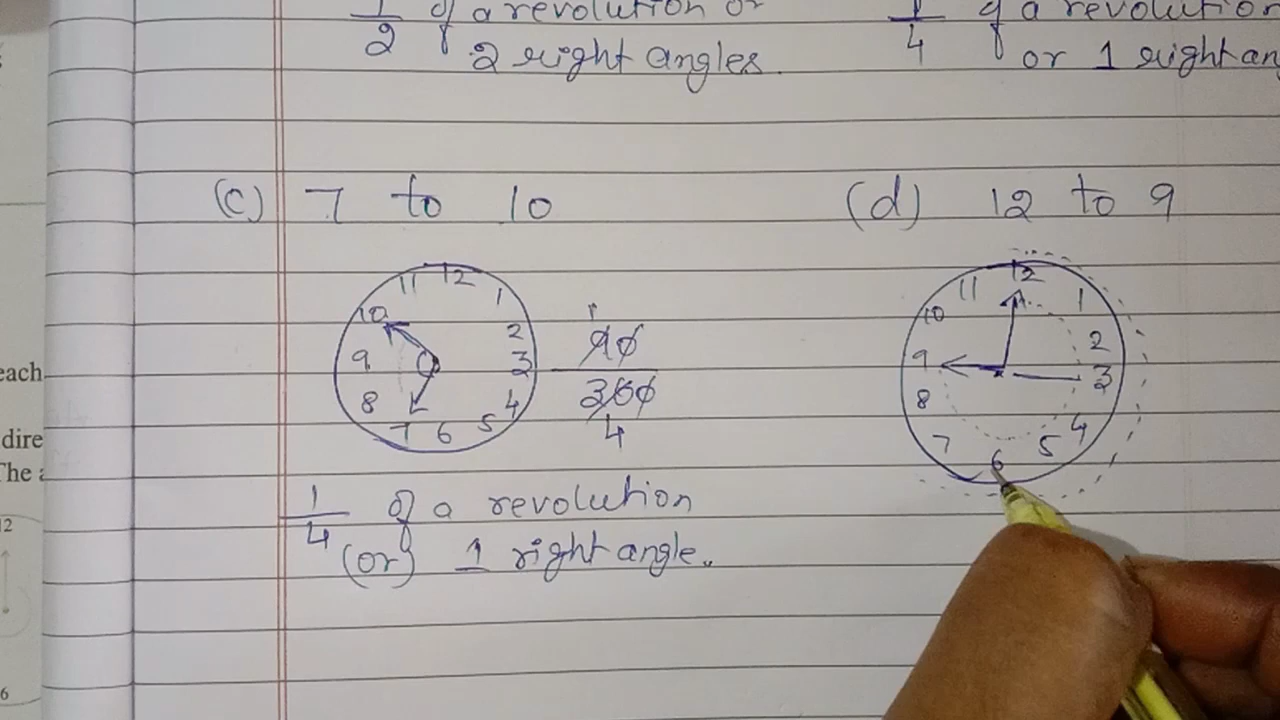 1/2 of a revolution or
2 right angles.
1/4 of a revolution
or 1 right an
(c) 7 to 10
(d) 12 to 9
12 1 2 3 4 5 6 7 8 9 10 11
1
90
360
4
12 1 2 3 4 5 6 7 8 9 10 11
1/4 of a revolution
(or) 1 right angle.
each
dire
The a
12
6